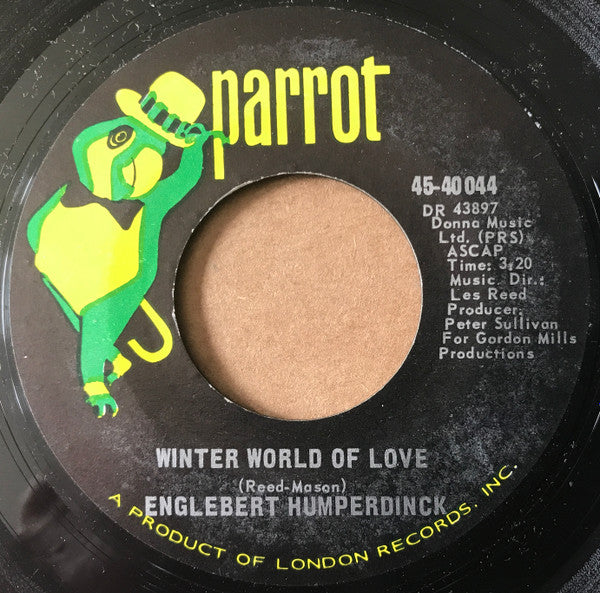 parrot
45-40044
DR 43897
Donna Music
Ltd. (PRS)
ASCAP
Time: 3:20
Music. Dir.:
Les Reed
Producer:
Peter Sullivan
For Gordon Mills
Productions
WINTER WORLD OF LOVE
(Reed-Mason)
ENGLEBERT HUMPERDINCK
A PRODUCT OF LONDON RECORDS, INC.